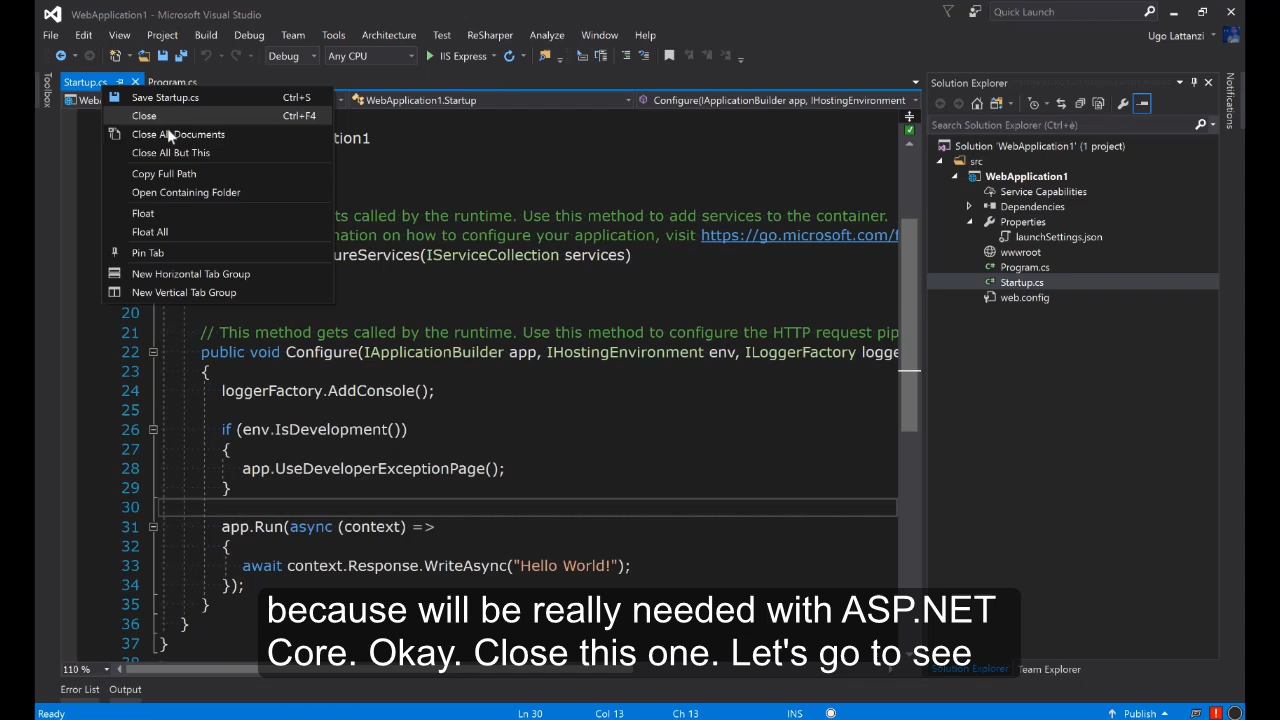 WebApplication1 - Microsoft Visual Studio
Quick Launch
File Edit View Project Build Debug Team Tools Architecture Test ReSharper Analyze Window Help
Ugo Lattanzi
Debug Any CPU IIS Express
Toolbox
Startup.cs Program.cs
WebApplication1.Startup
Configure(IApplicationBuilder app, IHostingEnvironment
Save Startup.cs Ctrl+S
Close Ctrl+F4
Close All Documents
Close All But This
Copy Full Path
Open Containing Folder
Float
Float All
Pin Tab
New Horizontal Tab Group
New Vertical Tab Group
gets called by the runtime. Use this method to add services to the container.
on how to configure your application, visit https://go.microsoft.com/f
(IServiceCollection services)
20
21 // This method gets called by the runtime. Use this method to configure the HTTP request pip
22 public void Configure(IApplicationBuilder app, IHostingEnvironment env, ILoggerFactory logge
23 {
24 loggerFactory.AddConsole();
25
26 if (env.IsDevelopment())
27 {
28 app.UseDeveloperExceptionPage();
29 }
30
31 app.Run(async (context) =>
32 {
33 await context.Response.WriteAsync("Hello World!");
34 });
35 }
36 }
37 }
110 %
Solution Explorer
Search Solution Explorer (Ctrl+è)
Solution 'WebApplication1' (1 project)
src
WebApplication1
Service Capabilities
Dependencies
Properties
launchSettings.json
wwwroot
Program.cs
Startup.cs
web.config
Notifications
Solution Explorer Team Explorer
because will be really needed with ASP.NET
Core. Okay. Close this one. Let's go to see
Error List Output
Ready Ln 30 Col 13 Ch 13 INS Publish